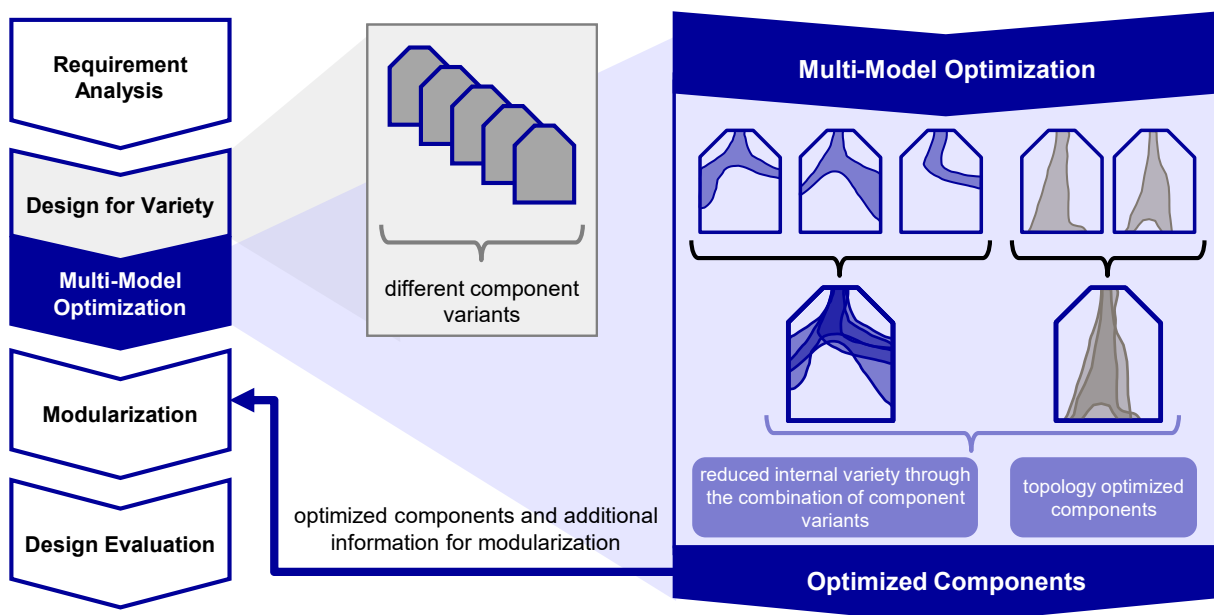 Requirement
Analysis
Design for Variety
Multi-Model
Optimization
Modularization
Design Evaluation
different component
variants
optimized components and additional
information for modularization
Multi-Model Optimization
reduced internal variety through
the combination of component
variants
topology optimized
components
Optimized Components